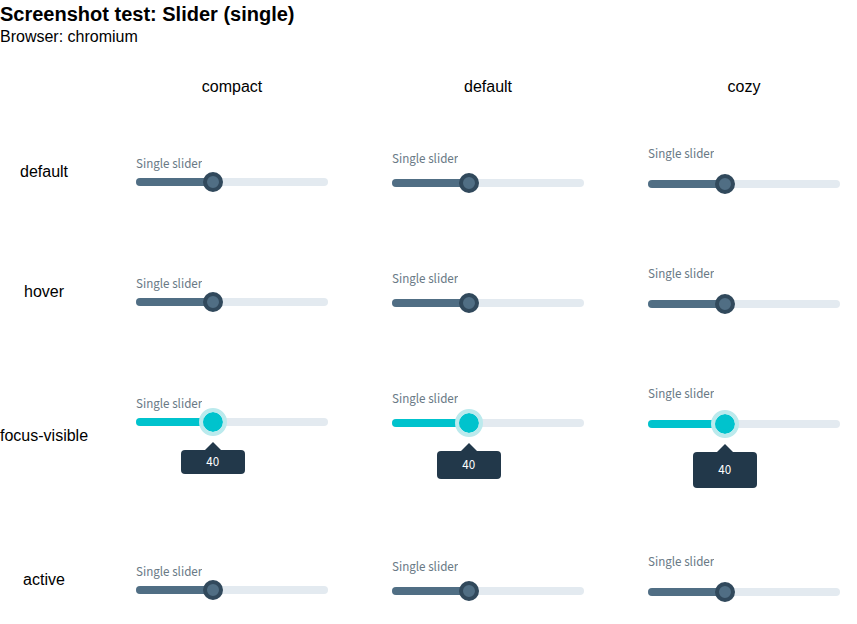 Screenshot test: Slider (single)
Browser: chromium
compact default cozy
default Single slider Single slider Single slider
hover Single slider Single slider Single slider
focus-visible Single slider Single slider Single slider
40 40 40
active Single slider Single slider Single slider